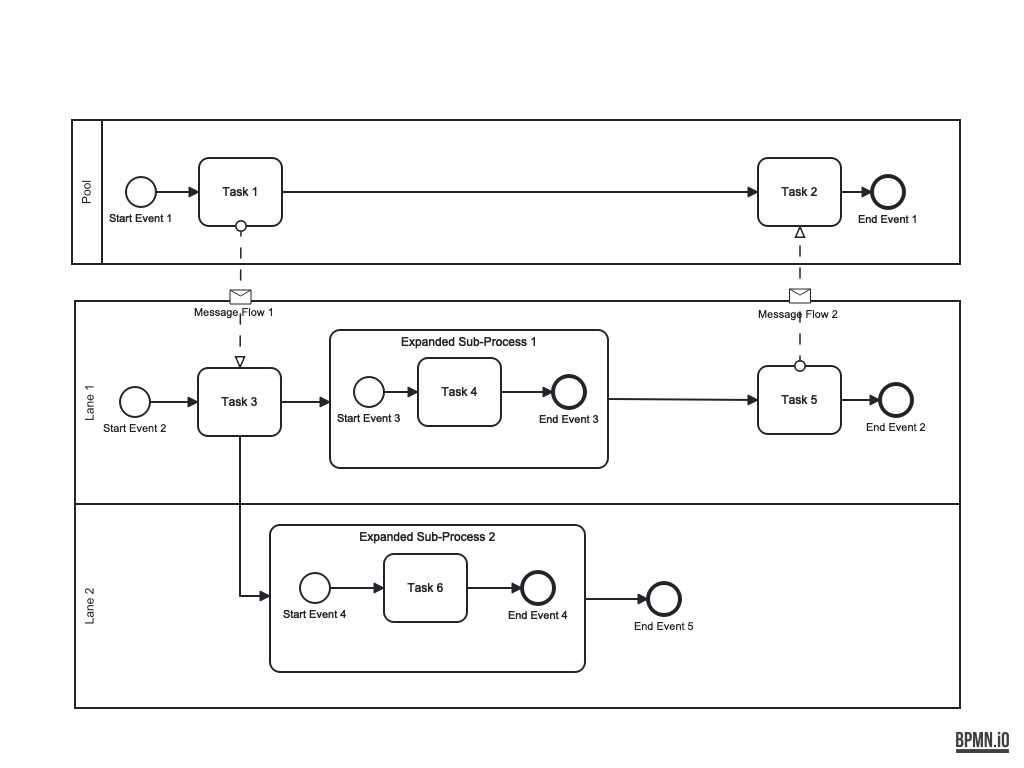 Pool
Task 1
Task 2
Start Event 1
End Event 1
Message Flow 1
Message Flow 2
Lane 1
Expanded Sub-Process 1
Task 3
Task 4
Task 5
Start Event 2
Start Event 3
End Event 3
End Event 2
Lane 2
Expanded Sub-Process 2
Task 6
Start Event 4
End Event 4
End Event 5
BPMN.iO